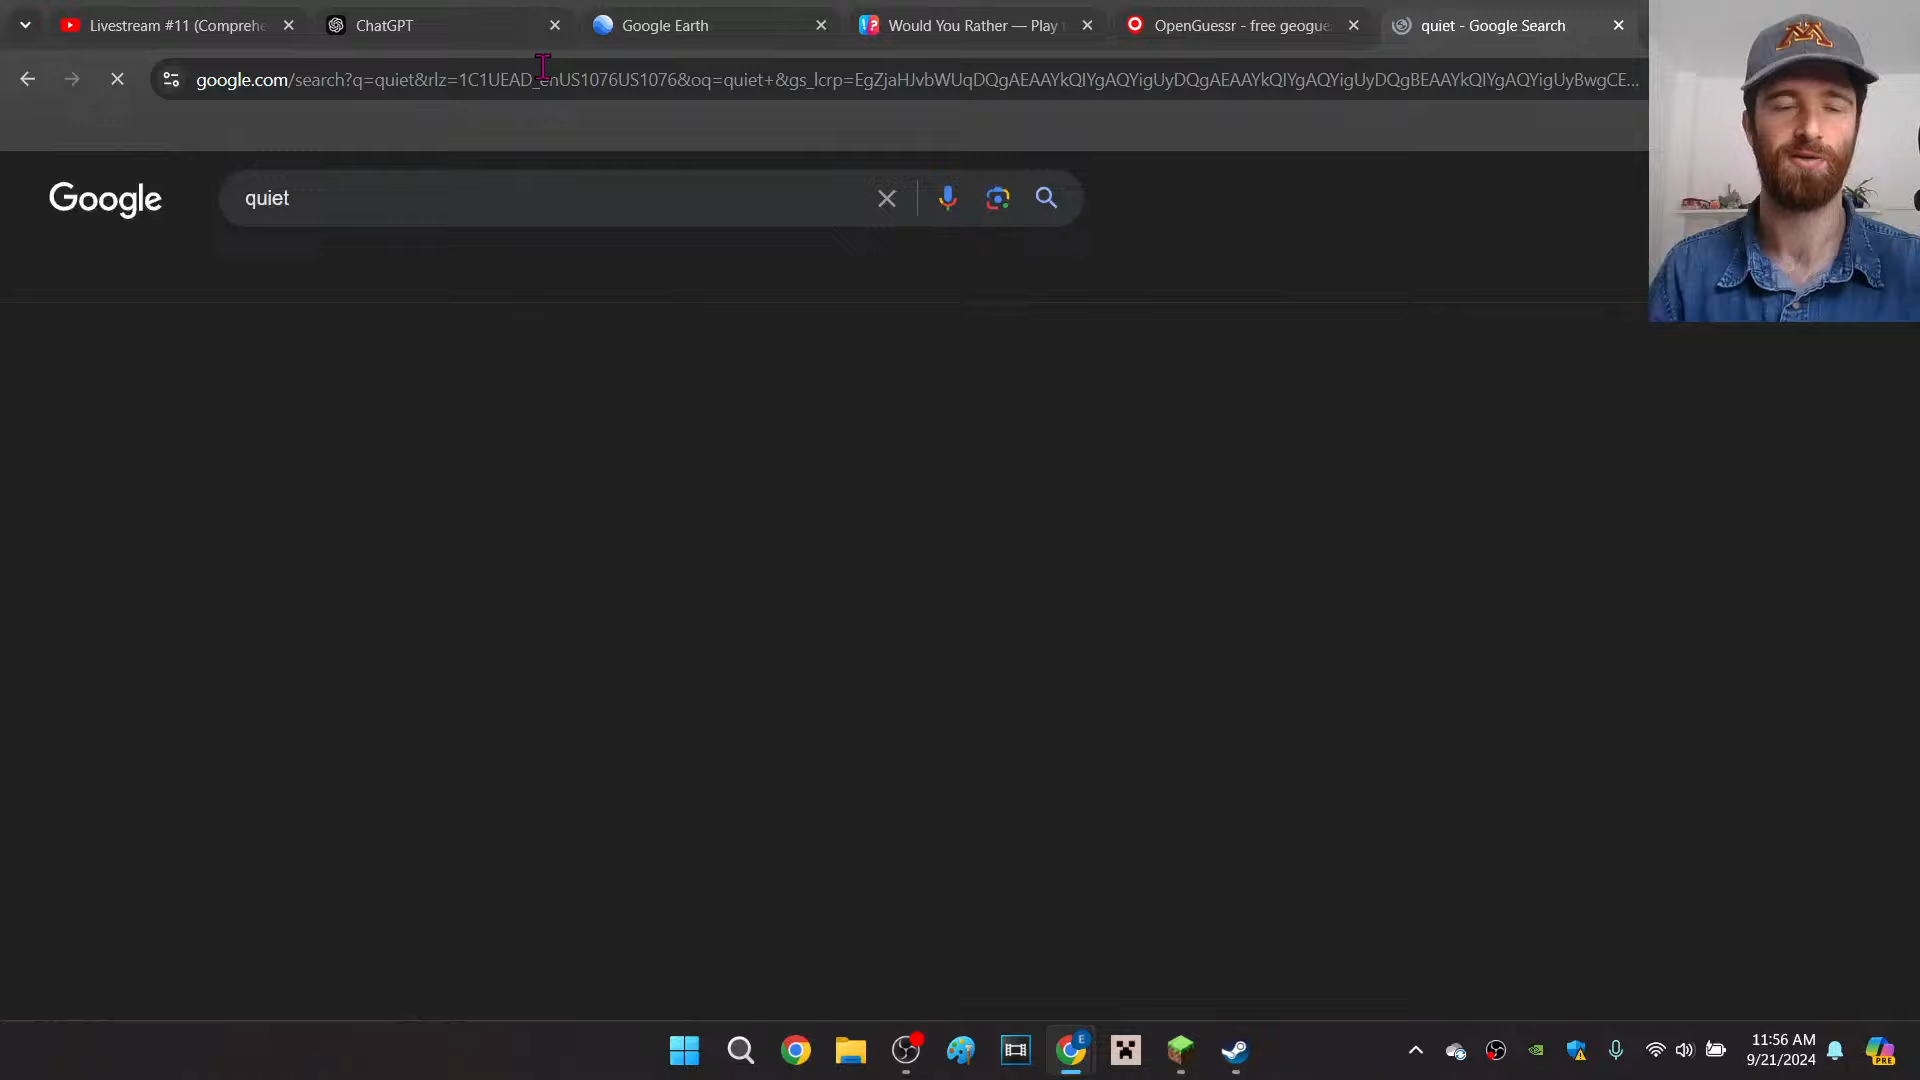 Livestream #11 (Comprehe
ChatGPT
Google Earth
Would You Rather — Play
OpenGuessr - free geogue
quiet - Google Search
google.com/search?q=quiet&rlz=1C1UEAD_enUS1076US1076&oq=quiet+&gs_lcrp=EgZjaHJvbWUqDQgAEAAYkQIYgAQYigUyDQgAEAAYkQIYgAQYigUyDQgBEAAYkQIYgAQYigUyBwgCE...
Google
quiet
11:56 AM
9/21/2024
E
PRE